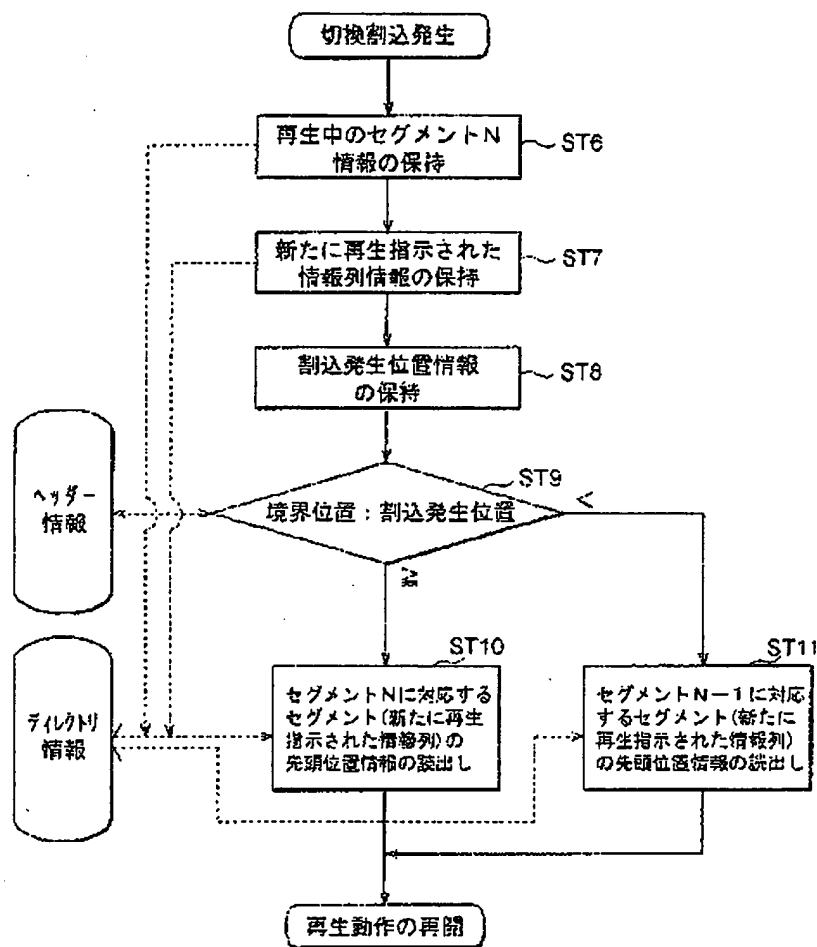 切換割込発生
再生中のセグメントN
情報の保持
ST6
新たに再生指示された
情報列情報の保持
ST7
割込発生位置情報
の保持
ST8
ST9
境界位置:割込発生位置
<
≧
ヘッダー
情報
ディレクトリ
情報
ST10
セグメントNに対応する
セグメント(新たに再生
指示された情報列)の
先頭位置情報の読出し
ST11
セグメントN-1に対応
するセグメント(新たに
再生指示された情報列)
の先頭位置情報の読出し
再生動作の再開